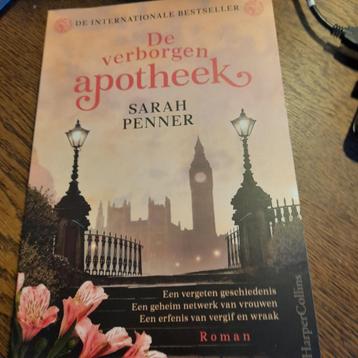 DE INTERNATIONALE BESTSELLER
De
verborgen
apotheek
SARAH
PENNER
Een vergeten geschiedenis
Een geheim netwerk van vrouwen
Een erfenis van vergif en wraak
Roman
HarperCollins